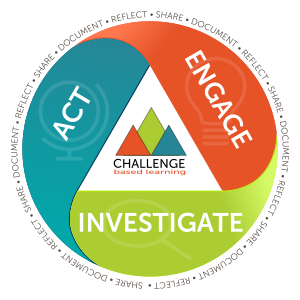 REFLECT • SHARE • DOCUMENT • REFLECT • SHARE • DOCUMENT • REFLECT • SHARE • DOCUMENT • REFLECT • SHARE • DOCUMENT • REFLECT • SHARE • DOCUMENT • REFLECT • SHARE • DOCUMENT •
ACT
ENGAGE
CHALLENGE
based learning
INVESTIGATE